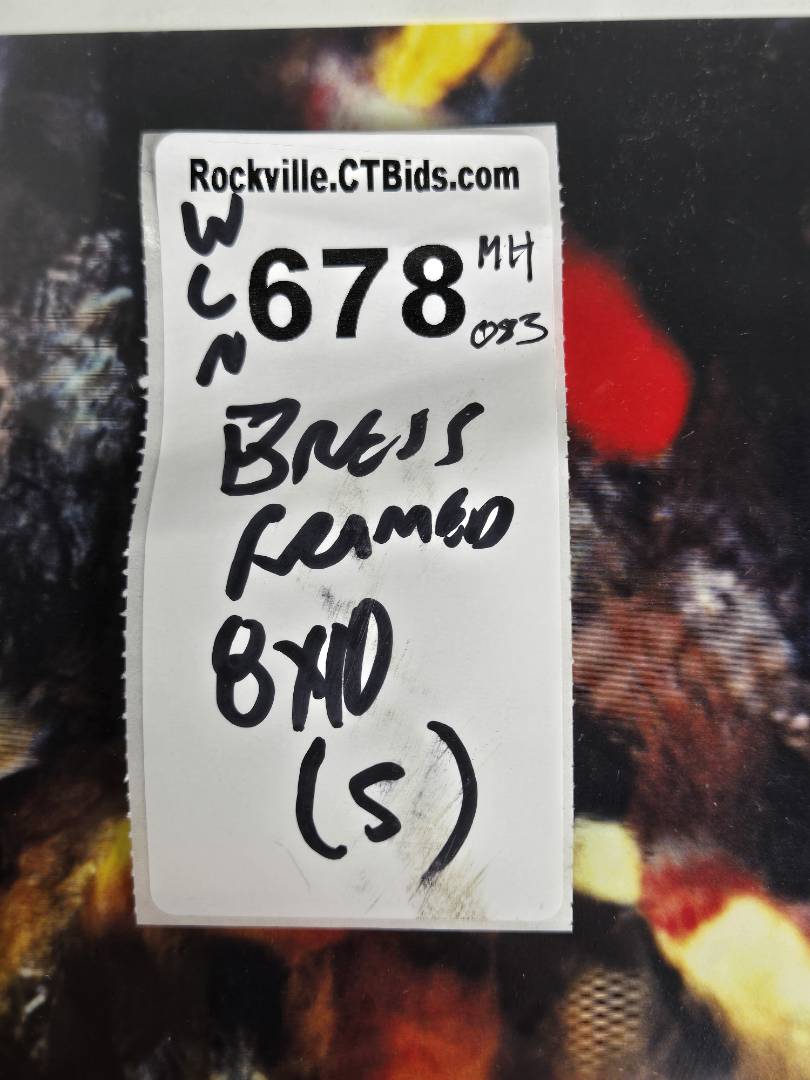 Rockville.CTBids.com
W
L
N
678
MH
083
BRESS
FRAMED
8X10
(5)